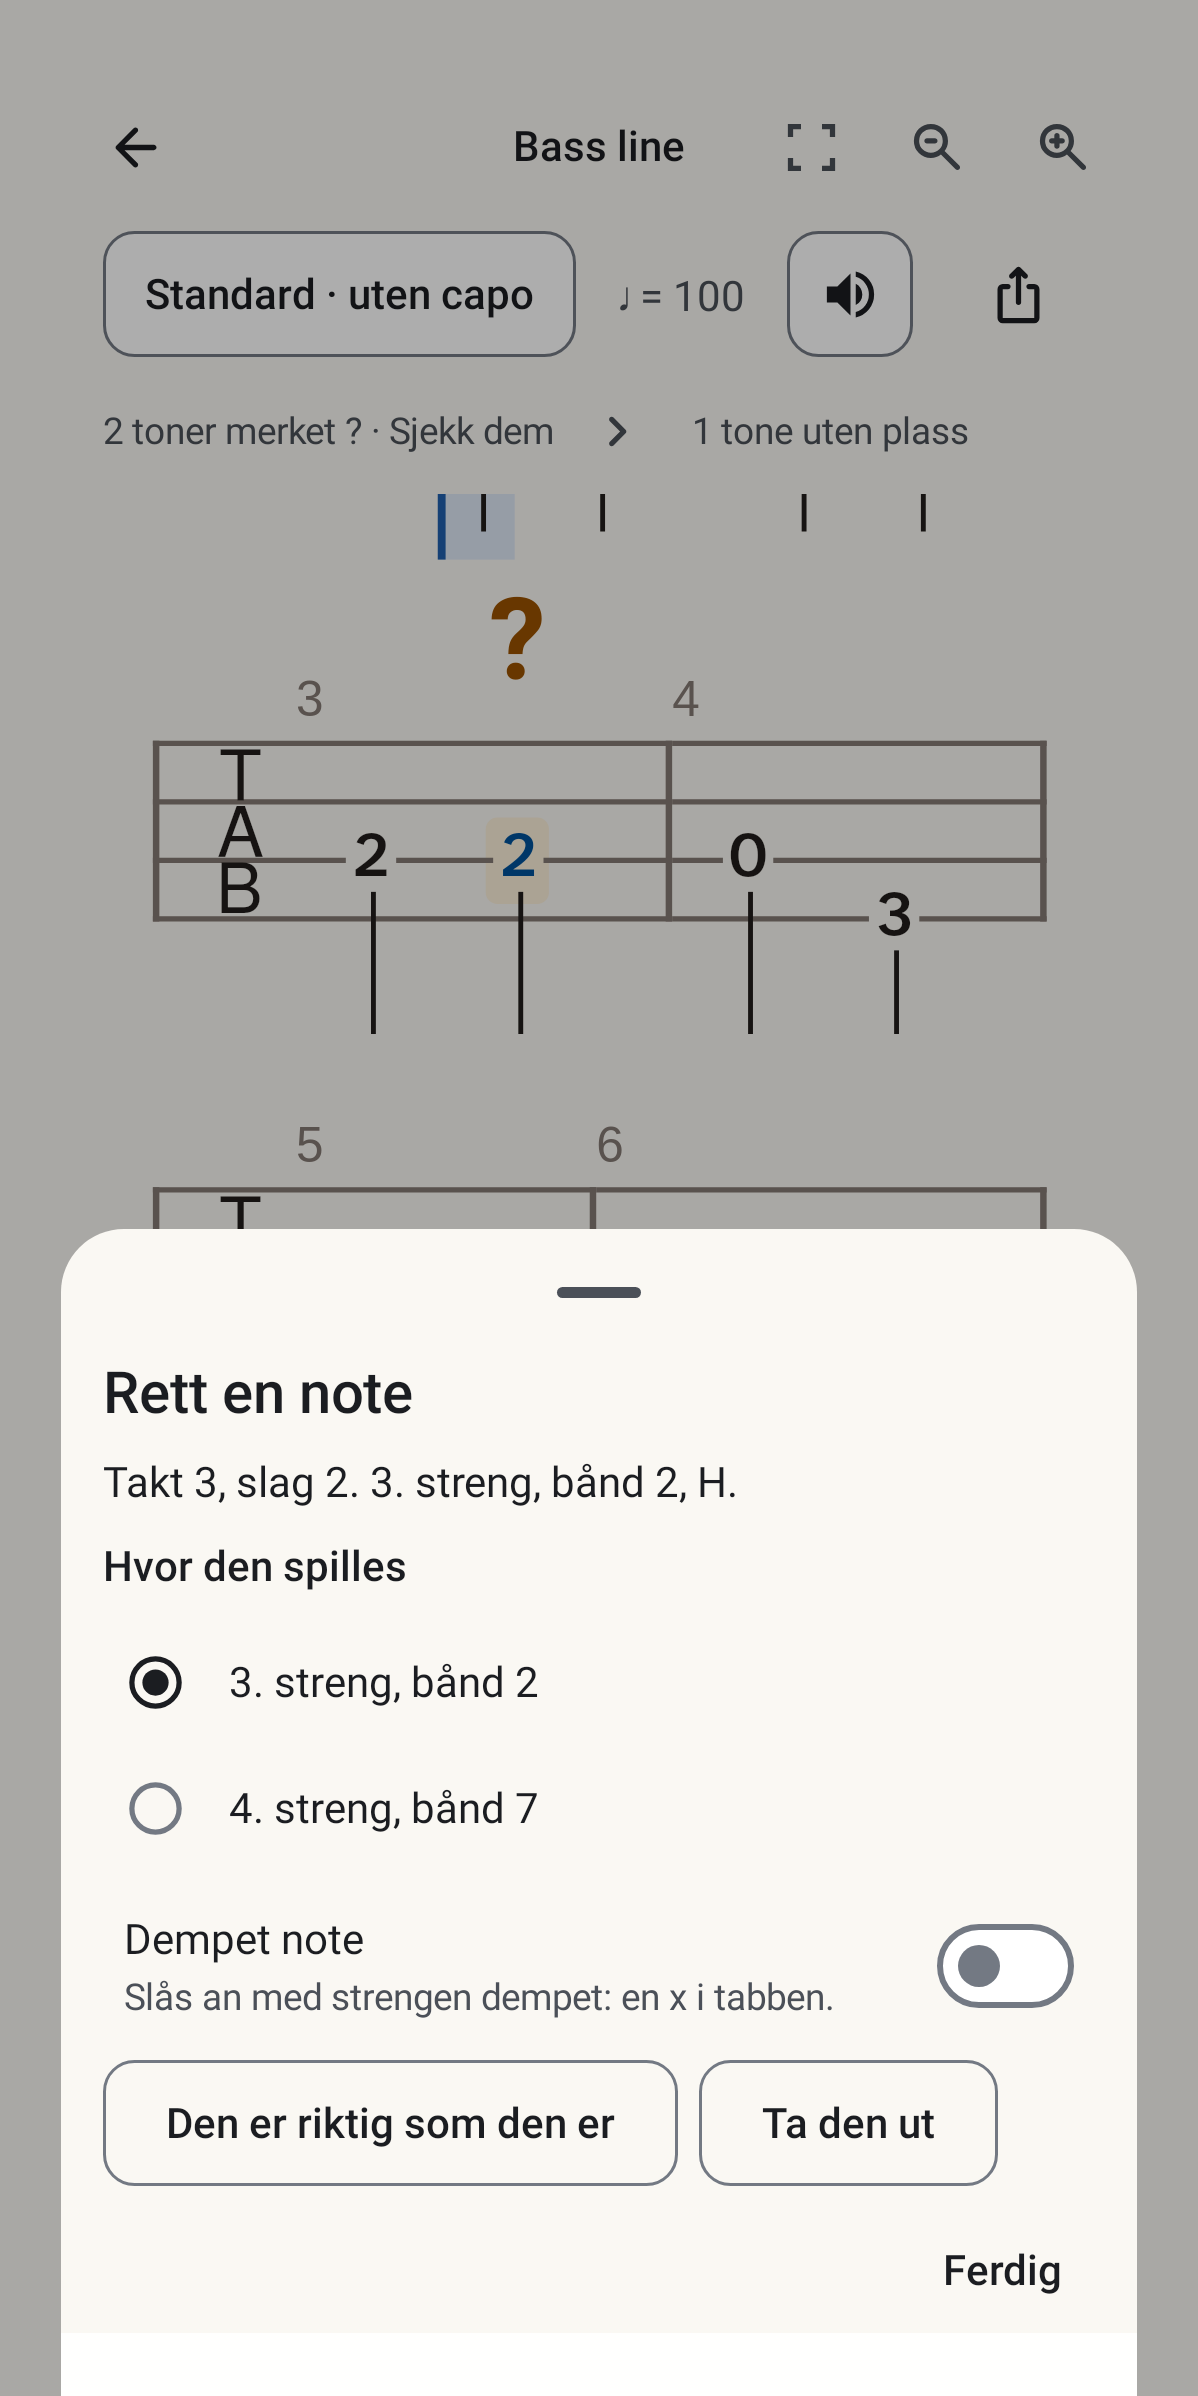 Bass line
Standard · uten capo
♩ = 100
2 toner merket ? · Sjekk dem
1 tone uten plass
?
3 4
T
A
B
2 2 0
3
5 6
T
Rett en note
Takt 3, slag 2. 3. streng, bånd 2, H.
Hvor den spilles
3. streng, bånd 2
4. streng, bånd 7
Dempet note
Slås an med strengen dempet: en x i tabben.
Den er riktig som den er
Ta den ut
Ferdig